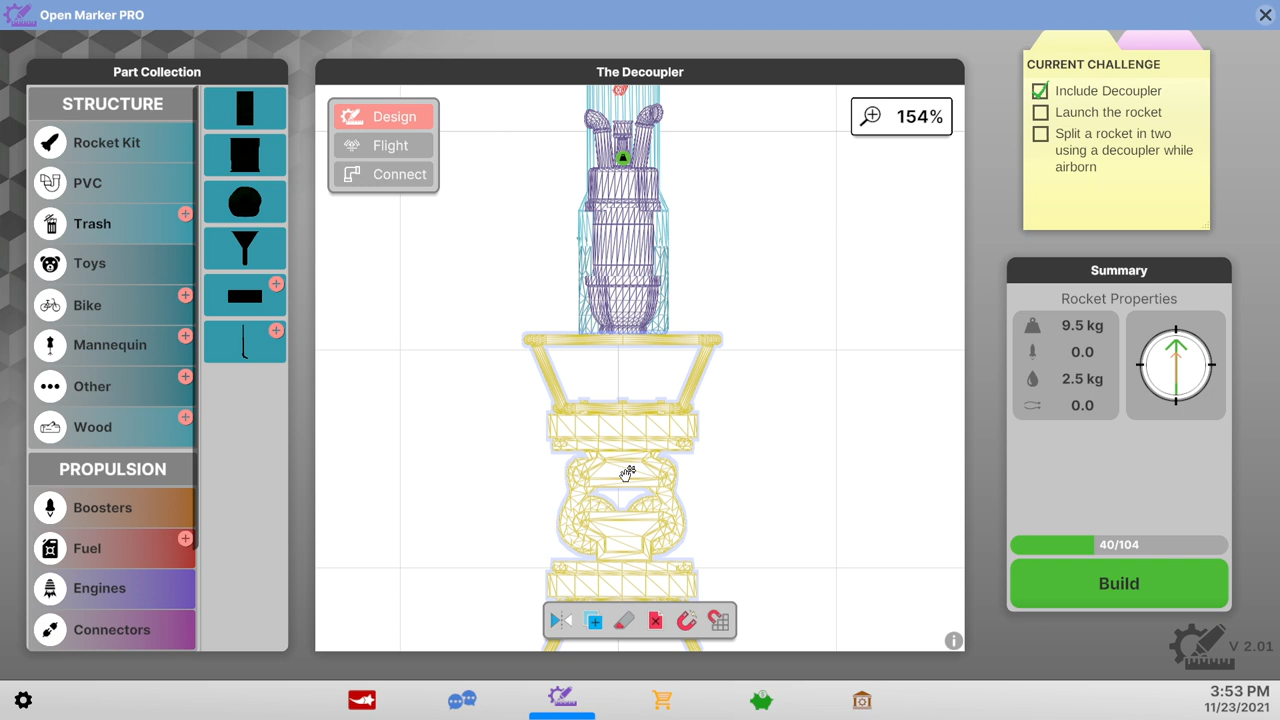 Open Marker PRO
Part Collection
STRUCTURE
Rocket Kit
PVC
Trash
Toys
Bike
Mannequin
Other
Wood
PROPULSION
Boosters
Fuel
Engines
Connectors
The Decoupler
Design
Flight
Connect
154%
CURRENT CHALLENGE
Include Decoupler
Launch the rocket
Split a rocket in two
using a decoupler while
airborn
Summary
Rocket Properties
9.5 kg
0.0
2.5 kg
0.0
40/104
Build
V 2.01
3:53 PM
11/23/2021